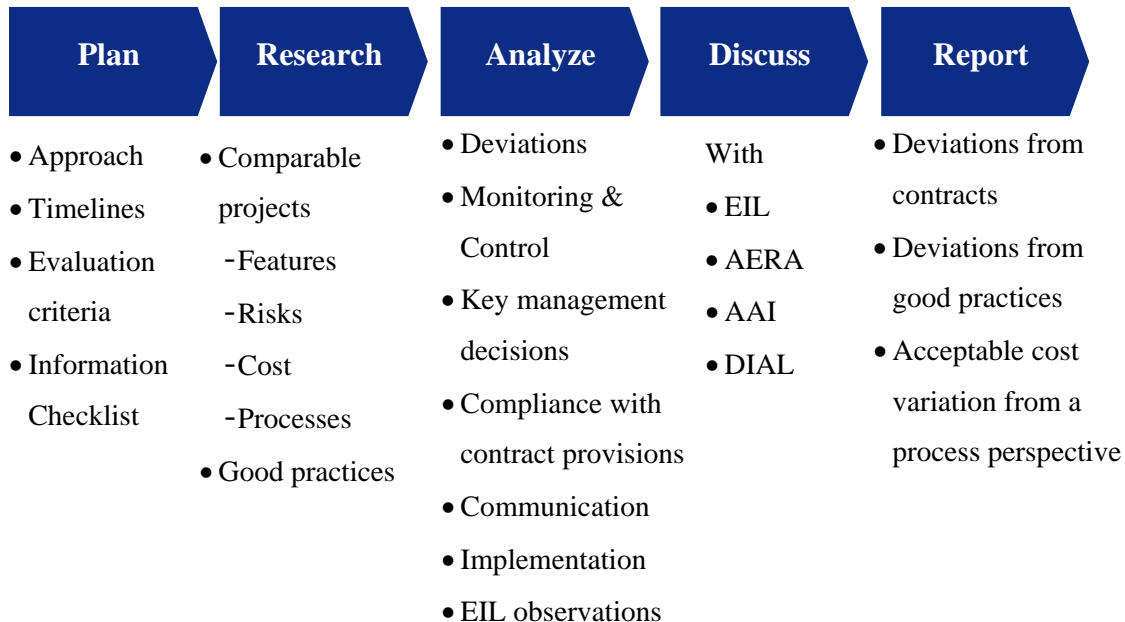 Plan
Research
Analyze
Discuss
Report
• Approach
• Timelines
• Evaluation
criteria
• Information
Checklist
• Comparable
projects
-Features
-Risks
-Cost
-Processes
• Good practices
• Deviations
• Monitoring &
Control
• Key management
decisions
• Compliance with
contract provisions
• Communication
• Implementation
• EIL observations
With
• EIL
• AERA
• AAI
• DIAL
• Deviations from
contracts
• Deviations from
good practices
• Acceptable cost
variation from a
process perspective